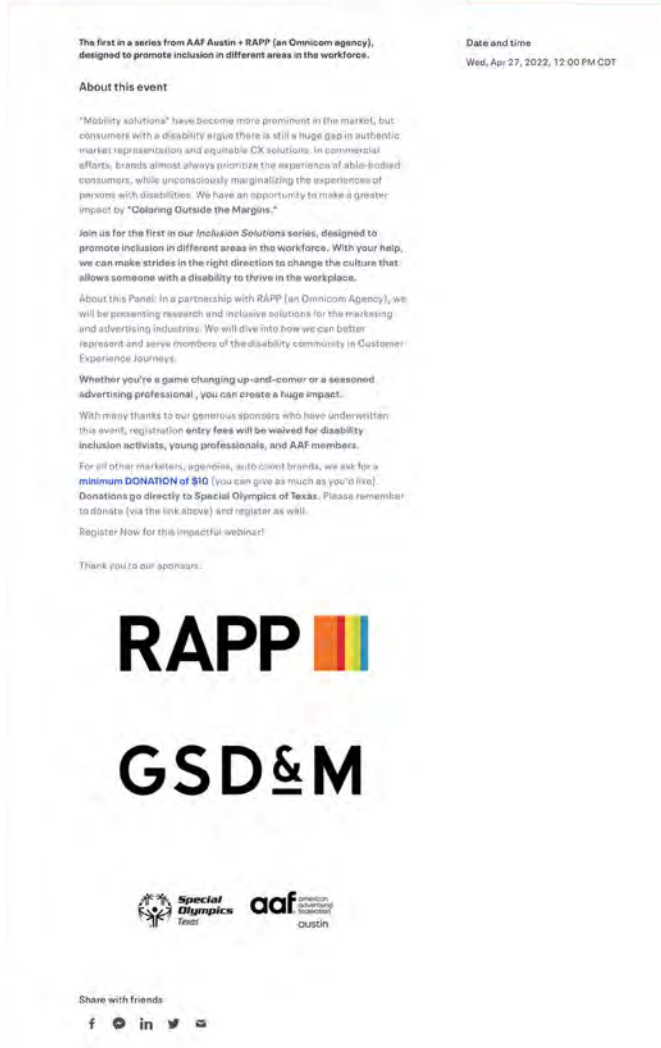 The first in a series from AAF Austin + RAPP (an Omnicom agency),
designed to promote inclusion in different areas in the workforce.
Date and time
Wed, Apr 27, 2022, 12:00 PM CDT
About this event
"Mobility solutions" have become more prominent in the market, but
consumers with a disability argue there is still a huge gap in authentic
market representation and equitable CX solutions. In commercial
efforts, brands almost always prioritize the experience of able-bodied
consumers, while unconsciously marginalizing the experiences of
persons with disabilities. We have an opportunity to make a greater
impact by "Coloring Outside the Margins."
Join us for the first in our Inclusion Solutions series, designed to
promote inclusion in different areas in the workforce. With your help,
we can make strides in the right direction to change the culture that
allows someone with a disability to thrive in the workplace.
About this Panel: In a partnership with RAPP (an Omnicom Agency), we
will be presenting research and inclusive solutions for the marketing
and advertising industries. We will dive into how we can better
represent and serve members of the disability community in Customer
Experience Journeys.
Whether you're a game changing up-and-comer or a seasoned
advertising professional , you can create a huge impact.
With many thanks to our generous sponsors who have underwritten
this event, registration entry fees will be waived for disability
inclusion activists, young professionals, and AAF members.
For all other marketers, agencies, auto client brands, we ask for a
minimum DONATION of $10 (you can give as much as you'd like).
Donations go directly to Special Olympics of Texas. Please remember
to donate (via the link above) and register as well.
Register Now for this impactful webinar!
Thank you to our sponsors.
RAPP
GSD&M
Special
Olympics
Texas
aaf
american
advertising
federation
austin
Share with friends